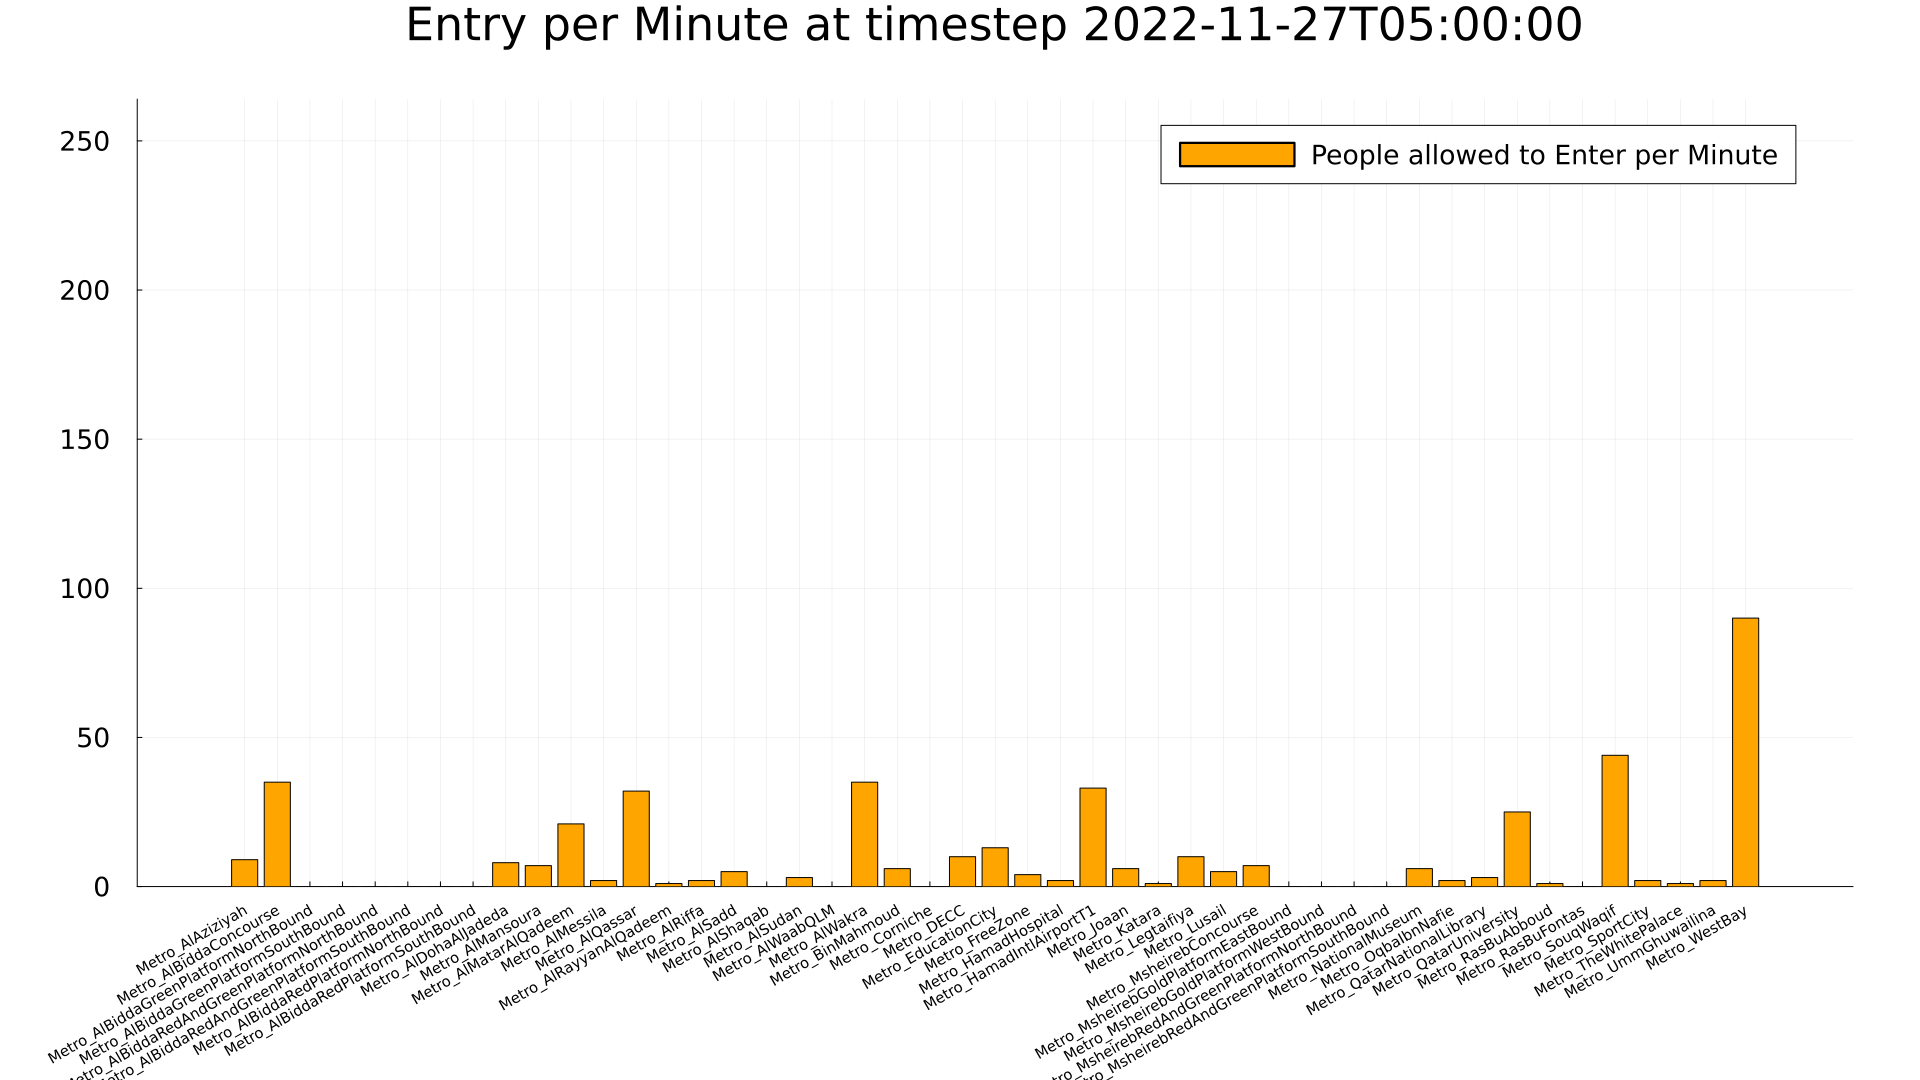 Entry per Minute at timestep 2022-11-27T05:00:00
People allowed to Enter per Minute
250
200
150
100
50
0
Metro_AlAziziyah
Metro_AlBiddaConcourse
Metro_AlBiddaGreenPlatformNorthBound
Metro_AlBiddaGreenPlatformSouthBound
Metro_AlBiddaRedAndGreenPlatformNorthBound
Metro_AlBiddaRedAndGreenPlatformSouthBound
Metro_AlBiddaRedPlatformNorthBound
Metro_AlBiddaRedPlatformSouthBound
Metro_AlDohaAlJadeda
Metro_AlMansoura
Metro_AlMatarAlQadeem
Metro_AlMessila
Metro_AlQassar
Metro_AlRayyanAlQadeem
Metro_AlRiffa
Metro_AlSadd
Metro_AlShaqab
Metro_AlSudan
Metro_AlWaabQLM
Metro_AlWakra
Metro_BinMahmoud
Metro_Corniche
Metro_DECC
Metro_EducationCity
Metro_FreeZone
Metro_HamadHospital
Metro_HamadIntlAirportT1
Metro_Joaan
Metro_Katara
Metro_Legtaifiya
Metro_Lusail
Metro_MsheirebConcourse
Metro_MsheirebGoldPlatformEastBound
Metro_MsheirebGoldPlatformWestBound
Metro_MsheirebRedAndGreenPlatformNorthBound
Metro_MsheirebRedAndGreenPlatformSouthBound
Metro_NationalMuseum
Metro_OqbaIbnNafie
Metro_QatarNationalLibrary
Metro_QatarUniversity
Metro_RasBuAbboud
Metro_RasBuFontas
Metro_SouqWaqif
Metro_SportCity
Metro_TheWhitePalace
Metro_UmmGhuwailina
Metro_WestBay